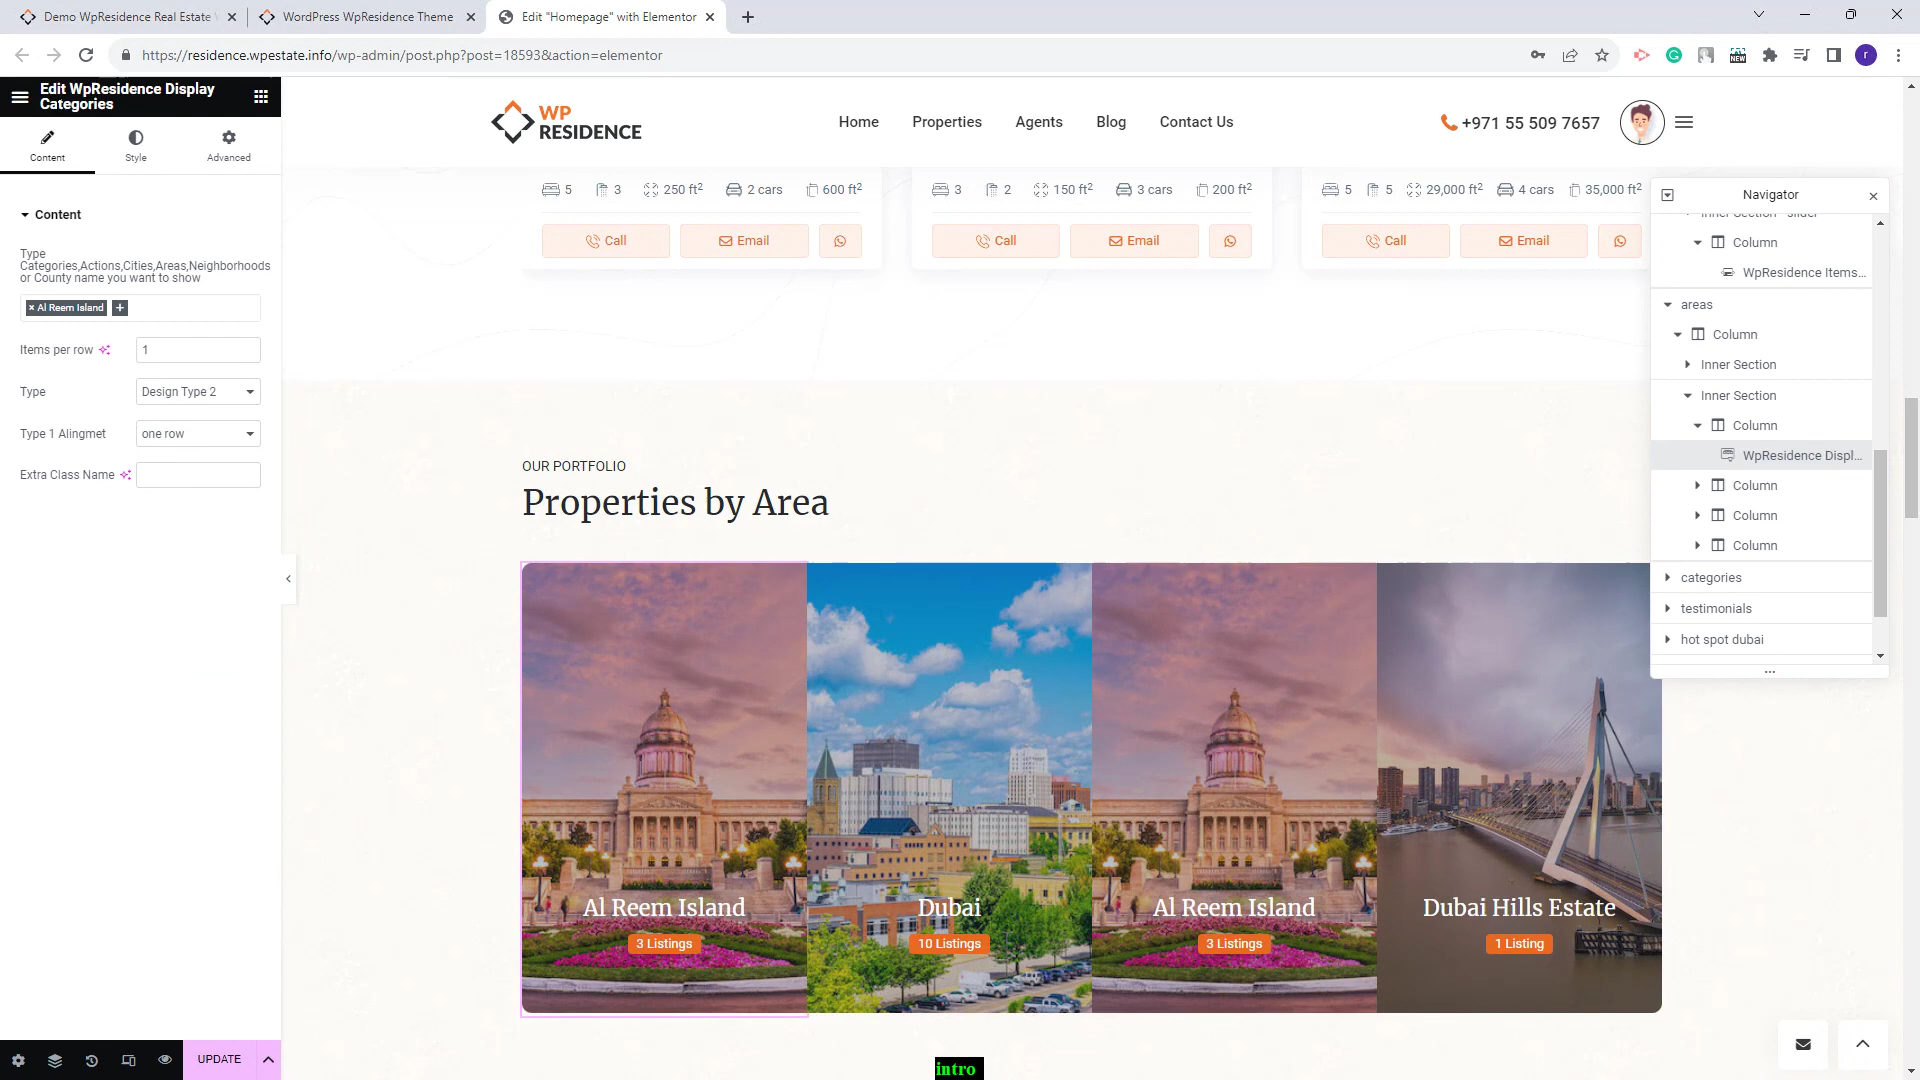 Demo WpResidence Real Estate
WordPress WpResidence Theme
Edit "Homepage" with Elementor
https://residence.wpestate.info/wp-admin/post.php?post=18593&action=elementor
NEW
r
Edit WpResidence Display
Categories
Content
Style
Advanced
Content
Type
Categories,Actions,Cities,Areas,Neighborhoods
or County name you want to show
× Al Reem Island
+
Items per row
1
Type
Design Type 2
Type 1 Alingmet
one row
Extra Class Name
UPDATE
WP
RESIDENCE
Home
Properties
Agents
Blog
Contact Us
+971 55 509 7657
5 3 250 ft² 2 cars 600 ft²
Call
Email
3 2 150 ft² 3 cars 200 ft²
Call
Email
5 5 29,000 ft² 4 cars 35,000 ft²
Call
Email
OUR PORTFOLIO
Properties by Area
Al Reem Island
3 Listings
Dubai
10 Listings
Al Reem Island
3 Listings
Dubai Hills Estate
1 Listing
intro
Navigator
Inner Section - slider
Column
WpResidence Items...
areas
Column
Inner Section
Inner Section
Column
WpResidence Displ...
Column
Column
Column
categories
testimonials
hot spot dubai